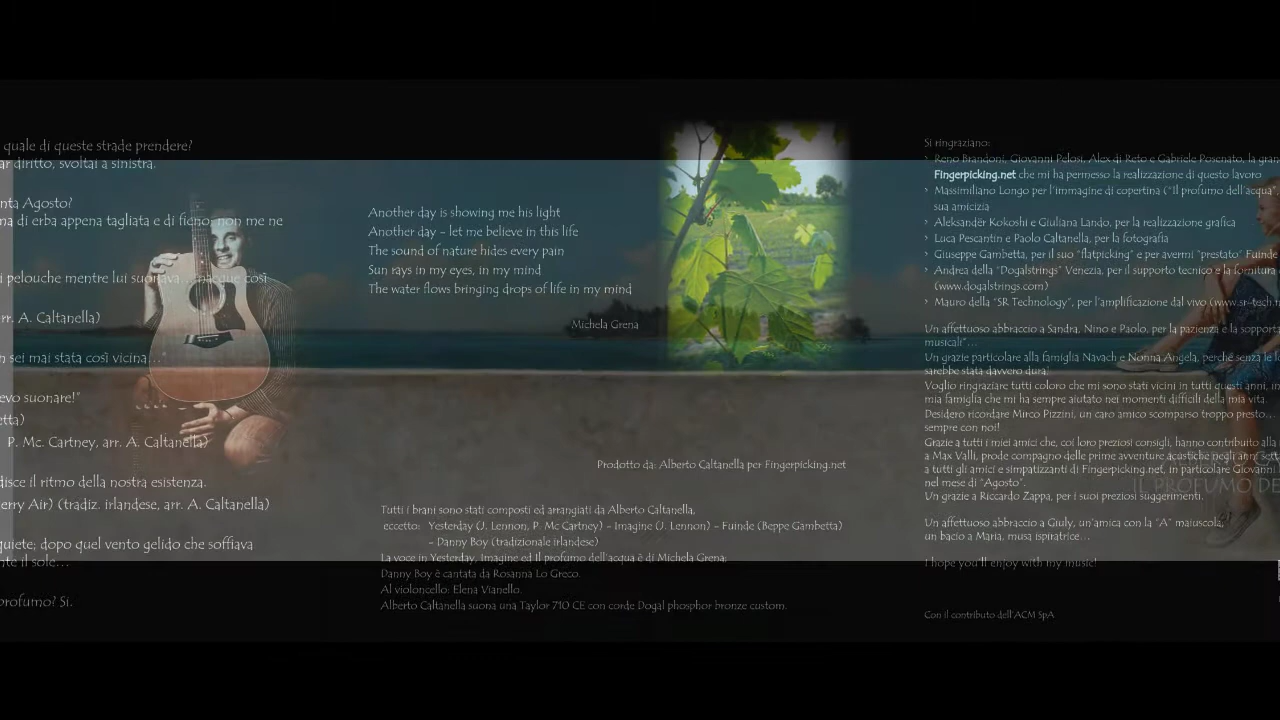 quale di queste strade prendere?
ar diritto, svoltai a sinistra.
nta Agosto?
ma di erba appena tagliata e di fieno; non me ne
i pelouche mentre lui suonava... nacque così
arr. A. Caltanella)
n sei mai stata così vicina..."
evo suonare!"
etta)
P. Mc. Cartney, arr. A. Caltanella)
disce il ritmo della nostra esistenza.
erry Air) (tradiz. irlandese, arr. A. Caltanella)
quiete; dopo quel vento gelido che soffiava
nte il sole...
profumo? Si.
Another day is showing me his light
Another day - let me believe in this life
The sound of nature hides every pain
Sun rays in my eyes, in my mind
The water flows bringing drops of life in my mind
Michela Grena
Prodotto da: Alberto Caltanella per Fingerpicking.net
Tutti i brani sono stati composti ed arrangiati da Alberto Caltanella,
eccetto: Yesterday (J. Lennon, P. Mc Cartney) - Imagine (J. Lennon) - Fuinde (Beppe Gambetta)
- Danny Boy (tradizionale irlandese)
La voce in Yesterday, Imagine ed Il profumo dell'acqua è di Michela Grena;
Danny Boy è cantata da Rosanna Lo Greco.
Al violoncello: Elena Vianello.
Alberto Caltanella suona una Taylor 710 CE con corde Dogal phosphor bronze custom.
Si ringraziano:
› Reno Brandoni, Giovanni Pelosi, Alex di Reto e Gabriele Posenato, la gran
Fingerpicking.net che mi ha permesso la realizzazione di questo lavoro
› Massimiliano Longo per l'immagine di copertina ("Il profumo dell'acqua"
sua amicizia
› Aleksandër Kokoshi e Giuliana Lando, per la realizzazione grafica
› Luca Pescantin e Paolo Caltanella, per la fotografia
› Giuseppe Gambetta, per il suo "flatpicking" e per avermi "prestato" Fuinde
› Andrea della "Dogalstrings" Venezia, per il supporto tecnico e la fornitura
(www.dogalstrings.com)
› Mauro della "SR Technology", per l'amplificazione dal vivo (www.sr-tech.
Un affettuoso abbraccio a Sandra, Nino e Paolo, per la pazienza e la sopporta
musicali"...
Un grazie particolare alla famiglia Navach e Nonna Angela, perché senza le
sarebbe stata davvero dura!
Voglio ringraziare tutti coloro che mi sono stati vicini in tutti questi anni, in
mia famiglia che mi ha sempre aiutato nei momenti difficili della mia vita.
Desidero ricordare Mirco Pizzini, un caro amico scomparso troppo presto...
sempre con noi!
Grazie a tutti i miei amici che, coi loro preziosi consigli, hanno contribuito alla
a Max Valli, prode compagno delle prime avventure acustiche negli anni sett
a tutti gli amici e simpatizzanti di Fingerpicking.net, in particolare Giovanni
nel mese di "Agosto".
IL PROFUMO DE
Un grazie a Riccardo Zappa, per i suoi preziosi suggerimenti.
Un affettuoso abbraccio a Giuly, un'amica con la "A" maiuscola;
un bacio a Maria, musa ispiratrice...
I hope you'll enjoy with my music!
Con il contributo dell'ACM SpA